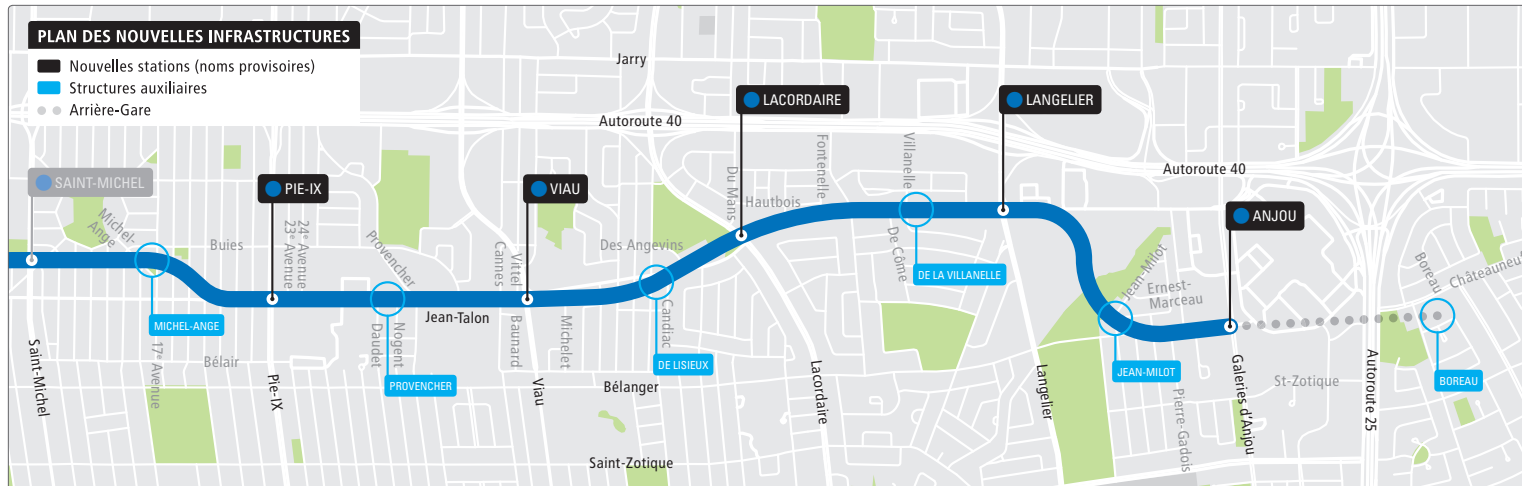 PLAN DES NOUVELLES INFRASTRUCTURES
Nouvelles stations (noms provisoires)
Structures auxiliaires
Arrière-Gare
Jarry
Autoroute 40
LACORDAIRE
LANGELIER
Autoroute 40
SAINT-MICHEL
PIE-IX
VIAU
ANJOU
Michel-
Ange
Buies
24e Avenue
23e Avenue
Provencher
Cannes
Vittel
Des Angevins
Du Mans
Hautbois
Fontenelle
Villanelle
De Côme
DE LA VILLANELLE
Jean-Milot
Ernest-
Marceau
Boreau
Châteauneuf
MICHEL-ANGE
17e Avenue
Bélair
Jean-Talon
Daudet
Nogent
PROVENCHER
Baunard
Michelet
Candiac
DE LISIEUX
Bélanger
JEAN-MILOT
St-Zotique
BOREAU
Saint-Michel
Pie-IX
Viau
Lacordaire
Langelier
Pierre-Gadois
Galeries d'Anjou
Autoroute 25
Saint-Zotique